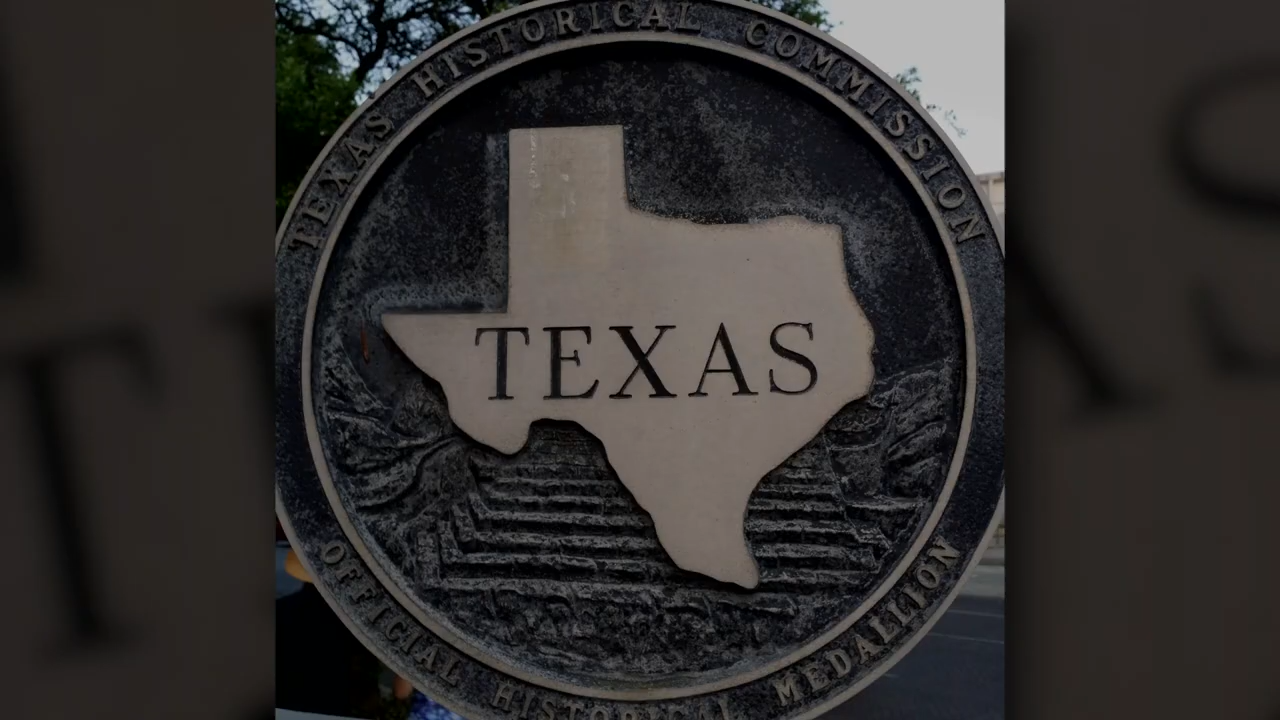 TEXAS HISTORICAL COMMISSION
TEXAS
OFFICIAL HISTORICAL MEDALLION